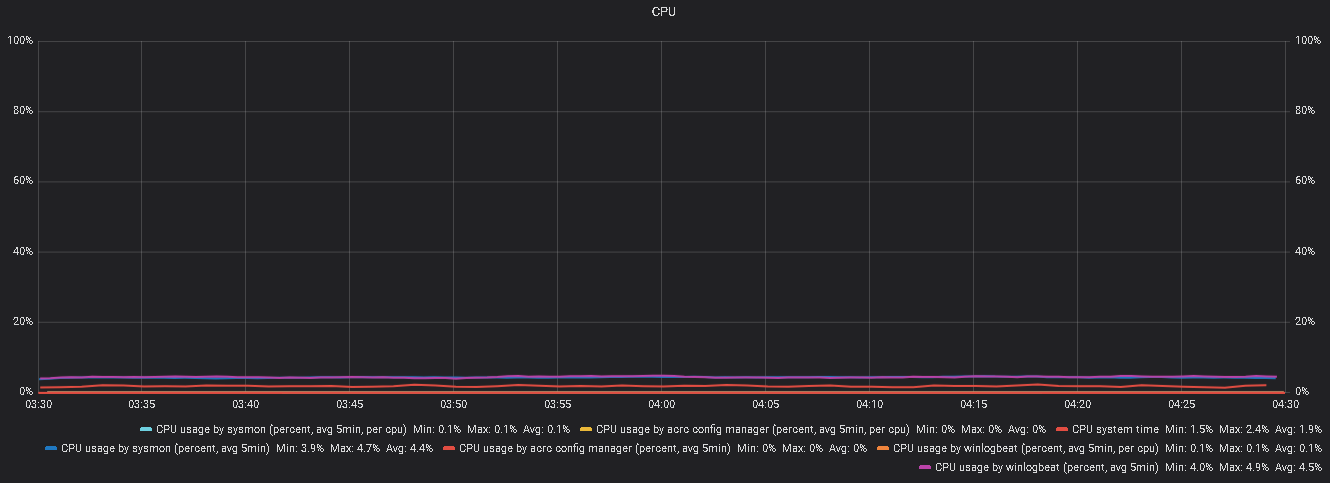 CPU
100% 100%
80% 80%
60% 60%
40% 40%
20% 20%
0% 0%
03:30 03:35 03:40 03:45 03:50 03:55 04:00 04:05 04:10 04:15 04:20 04:25 04:30
CPU usage by sysmon (percent, avg 5min, per cpu) Min: 0.1% Max: 0.1% Avg: 0.1% CPU usage by acrc config manager (percent, avg 5min, per cpu) Min: 0% Max: 0% Avg: 0% CPU system time Min: 1.5% Max: 2.4% Avg: 1.9%
CPU usage by sysmon (percent, avg 5min) Min: 3.9% Max: 4.7% Avg: 4.4% CPU usage by acrc config manager (percent, avg 5min) Min: 0% Max: 0% Avg: 0% CPU usage by winlogbeat (percent, avg 5min, per cpu) Min: 0.1% Max: 0.1% Avg: 0.1%
CPU usage by winlogbeat (percent, avg 5min) Min: 4.0% Max: 4.9% Avg: 4.5%